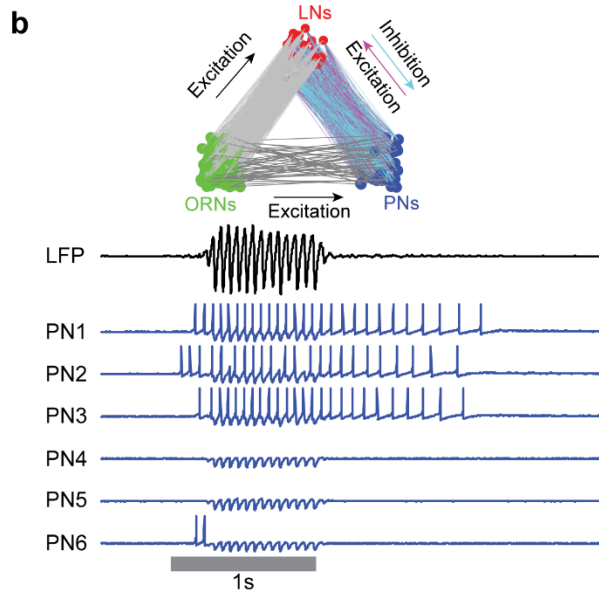 b
LNs
Excitation
Inhibition
Excitation
ORNs
PNs
Excitation
LFP
PN1
PN2
PN3
PN4
PN5
PN6
1s